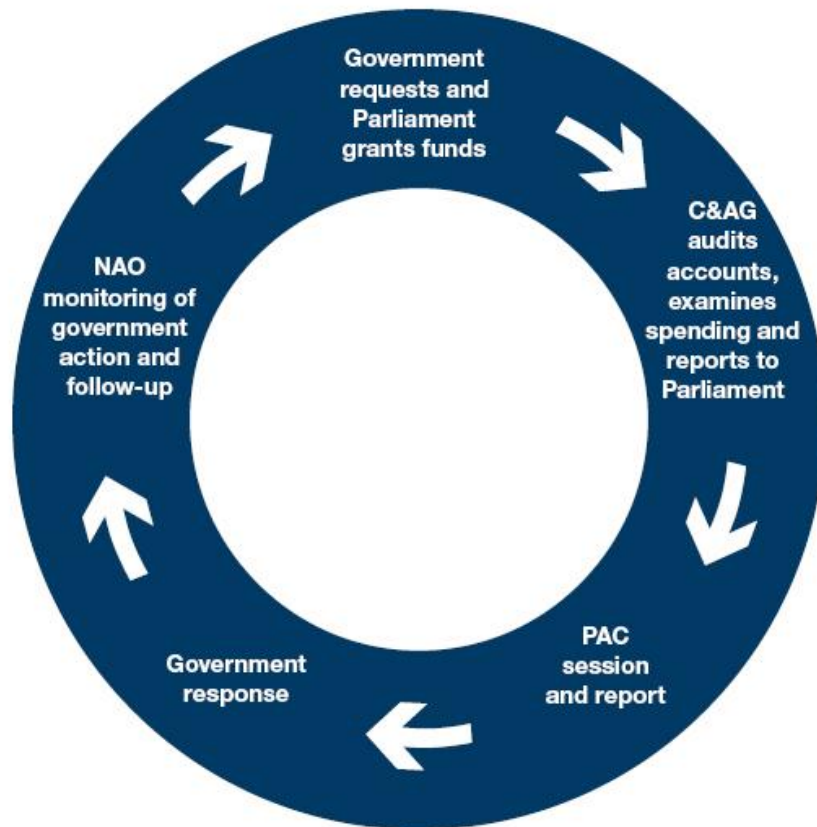 Government
requests and
Parliament
grants funds
C&AG
audits
accounts,
examines
spending and
reports to
Parliament
PAC
session
and report
Government
response
NAO
monitoring of
government
action and
follow-up